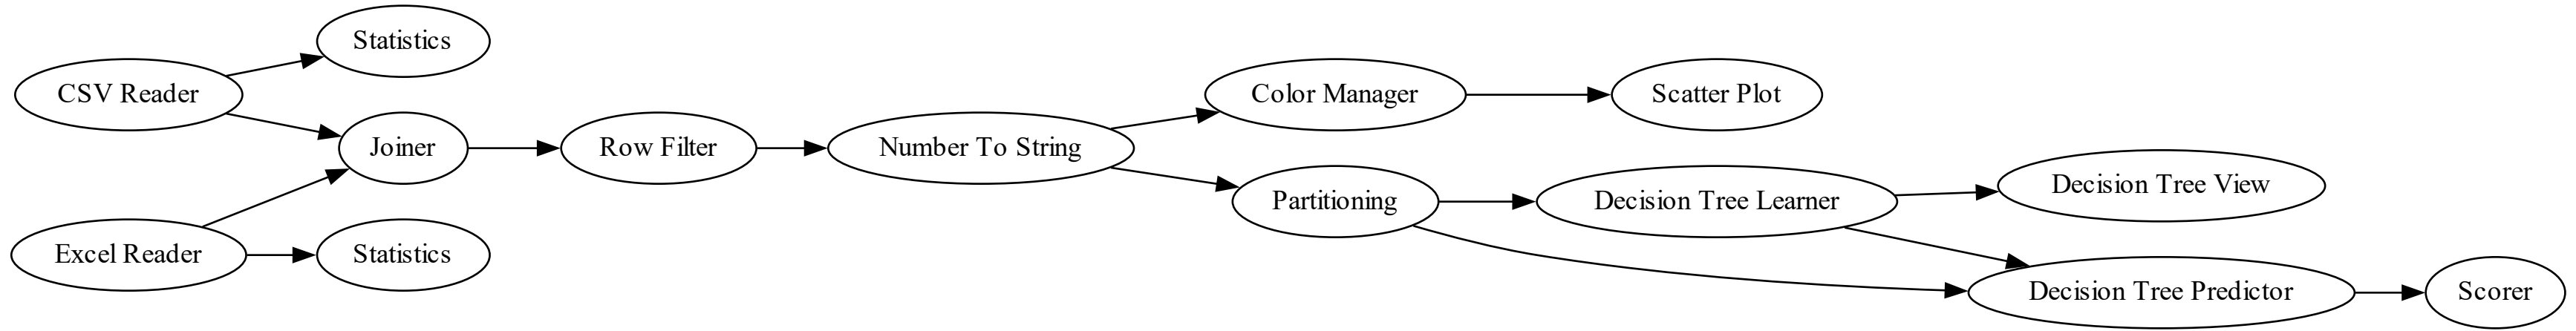 Statistics
CSV Reader
Joiner
Excel Reader
Statistics
Row Filter
Number To String
Color Manager
Scatter Plot
Partitioning
Decision Tree Learner
Decision Tree View
Decision Tree Predictor
Scorer